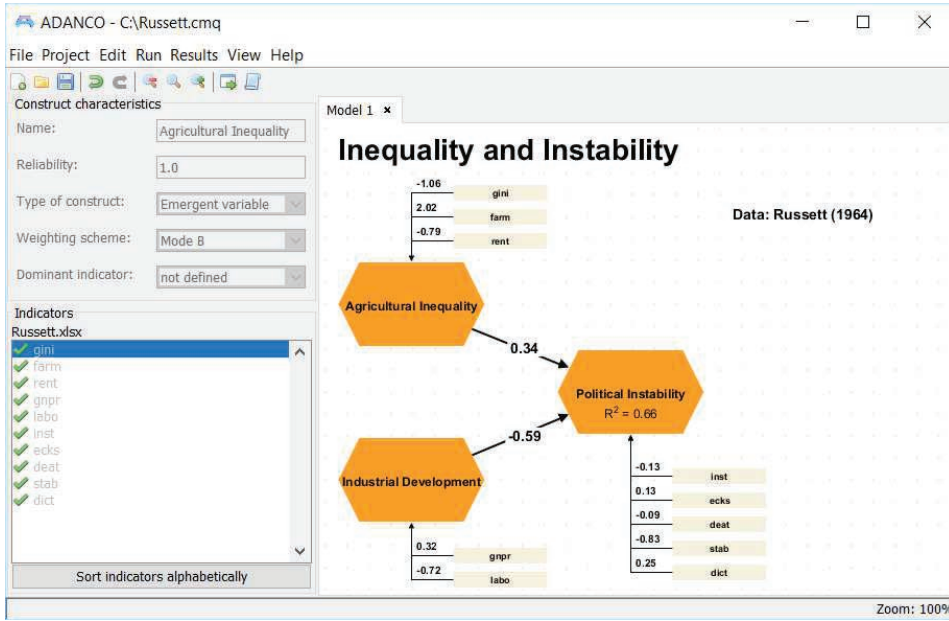 ADANCO - C:\Russett.cmq
File Project Edit Run Results View Help
Construct characteristics
Name: Agricultural Inequality
Reliability: 1.0
Type of construct: Emergent variable
Weighting scheme: Mode B
Dominant indicator: not defined
Indicators
Russett.xlsx
gini
farm
rent
gnpr
labo
inst
ecks
deat
stab
dict
Sort indicators alphabetically
Model 1
Inequality and Instability
Data: Russett (1964)
-1.06 gini
2.02 farm
-0.79 rent
Agricultural Inequality
0.34
Political Instability
R² = 0.66
-0.59
Industrial Development
0.32 gnpr
-0.72 labo
-0.13 inst
0.13 ecks
-0.09 deat
-0.83 stab
0.25 dict
Zoom: 100%